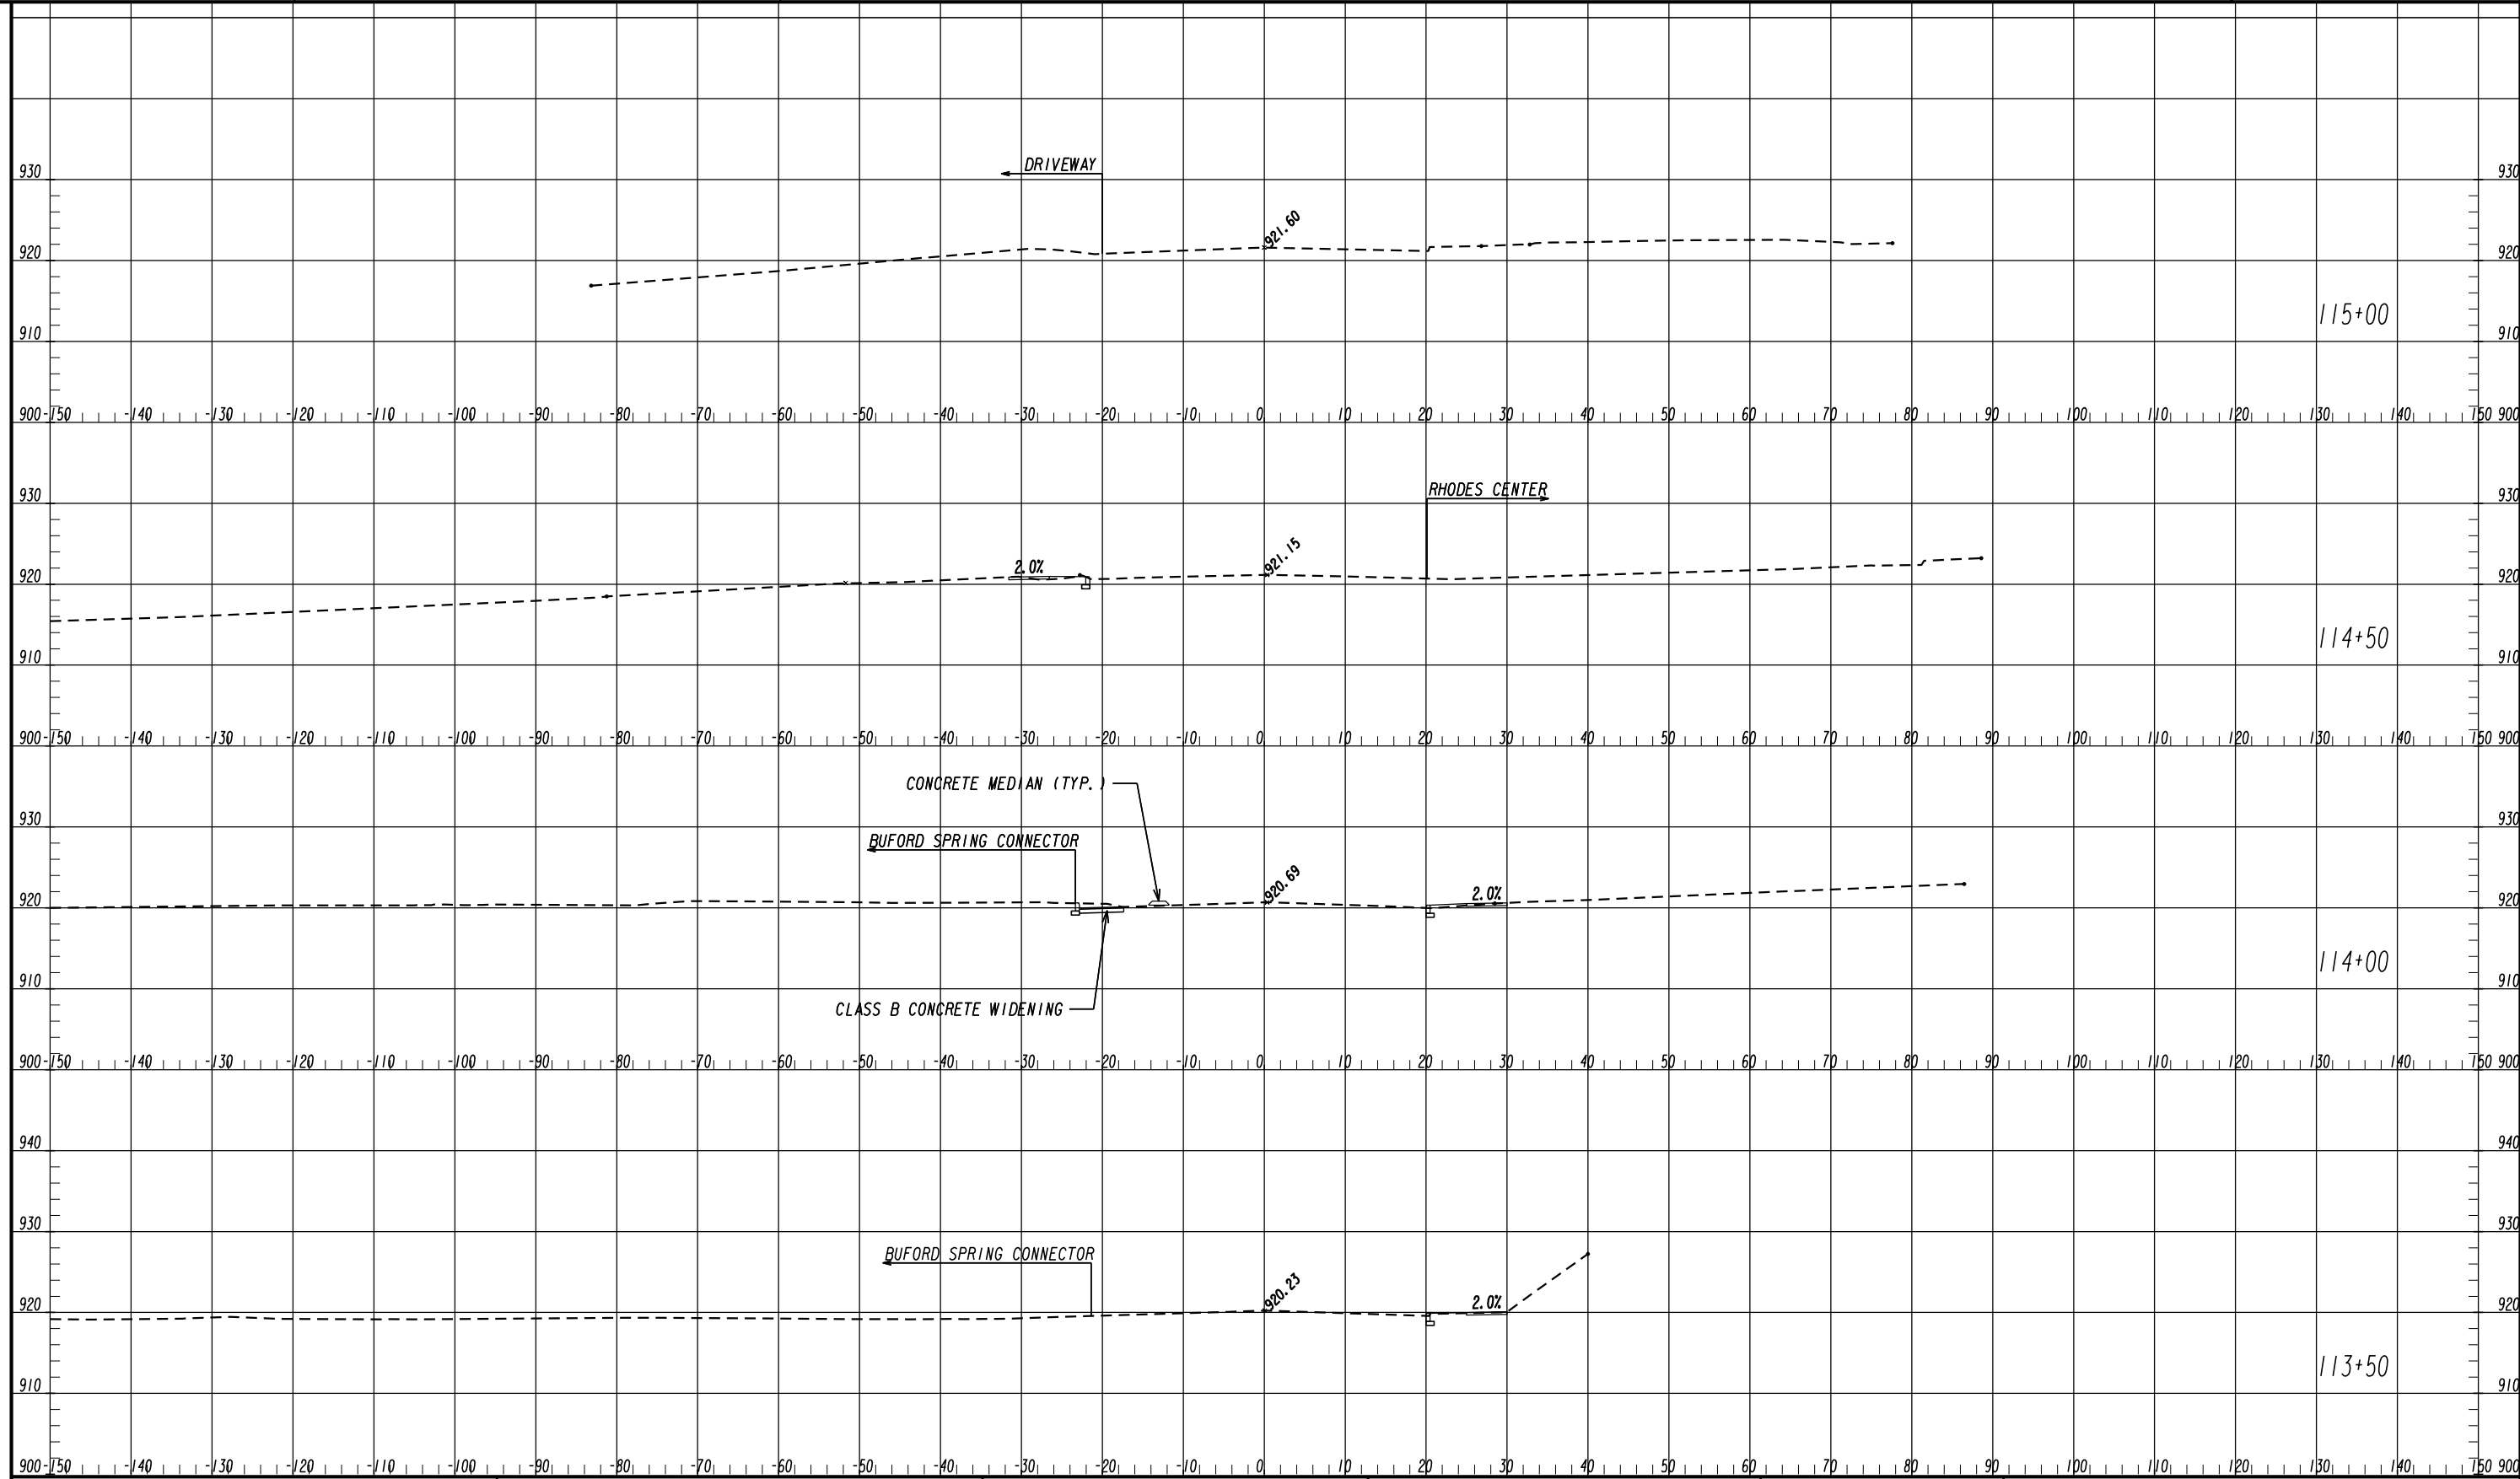 DRIVEWAY
930 930
921.60
920 920
115+00
910 910
900 -150 -140 -130 -120 -110 -100 -90 -80 -70 -60 -50 -40 -30 -20 -10 0 10 20 30 40 50 60 70 80 90 100 110 120 130 140 150 900
RHODES CENTER
930 930
921.15
2.0%
920 920
114+50
910 910
900 -150 -140 -130 -120 -110 -100 -90 -80 -70 -60 -50 -40 -30 -20 -10 0 10 20 30 40 50 60 70 80 90 100 110 120 130 140 150 900
CONCRETE MEDIAN (TYP.)
930 930
BUFORD SPRING CONNECTOR
920.69
2.0%
920 920
114+00
910 910
CLASS B CONCRETE WIDENING
900 -150 -140 -130 -120 -110 -100 -90 -80 -70 -60 -50 -40 -30 -20 -10 0 10 20 30 40 50 60 70 80 90 100 110 120 130 140 150 900
940 940
930 930
BUFORD SPRING CONNECTOR
920.23
2.0%
920 920
113+50
910 910
900 -150 -140 -130 -120 -110 -100 -90 -80 -70 -60 -50 -40 -30 -20 -10 0 10 20 30 40 50 60 70 80 90 100 110 120 130 140 150 900